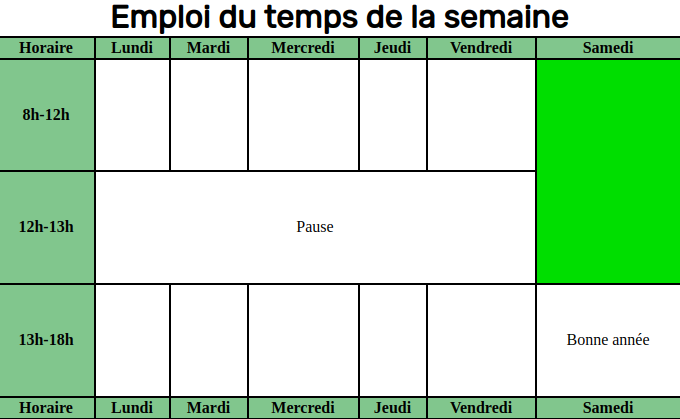 Emploi du temps de la semaine
Horaire Lundi Mardi Mercredi Jeudi Vendredi Samedi
8h-12h
12h-13h Pause
13h-18h Bonne année
Horaire Lundi Mardi Mercredi Jeudi Vendredi Samedi